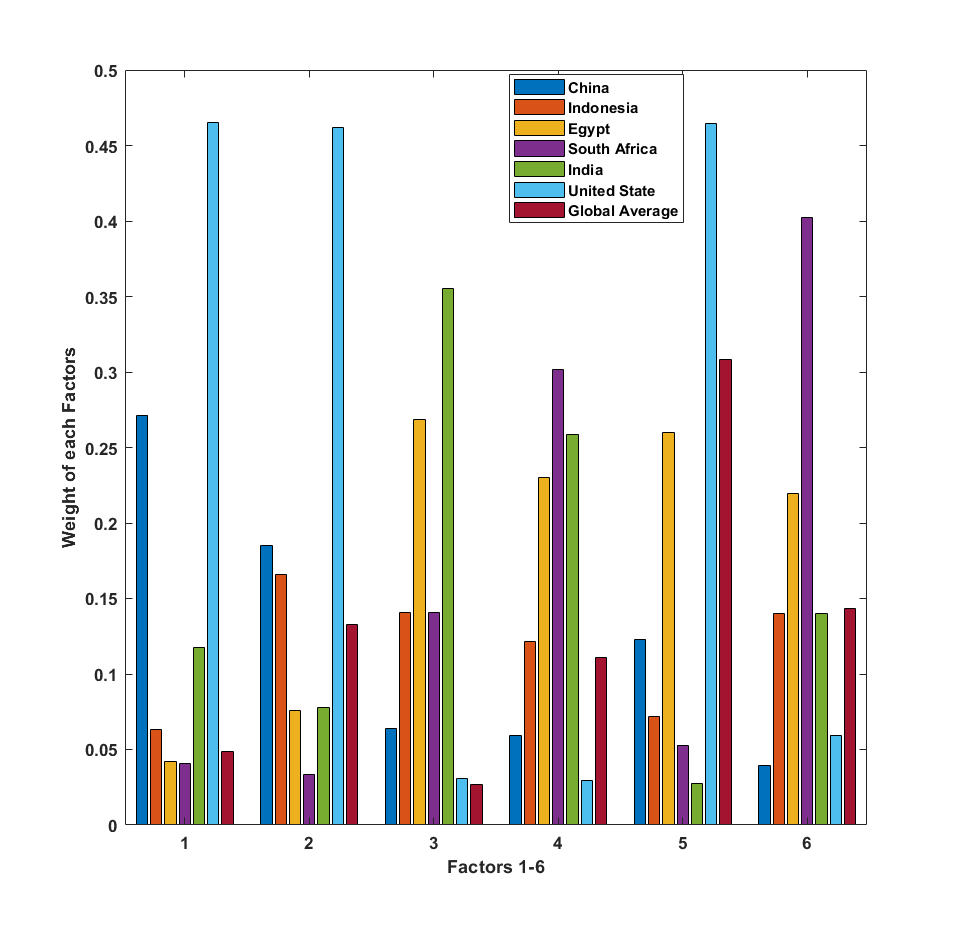 0.5
0.45
0.4
0.35
0.3
0.25
0.2
0.15
0.1
0.05
0
Weight of each Factors
China
Indonesia
Egypt
South Africa
India
United State
Global Average
1 2 3 4 5 6
Factors 1-6